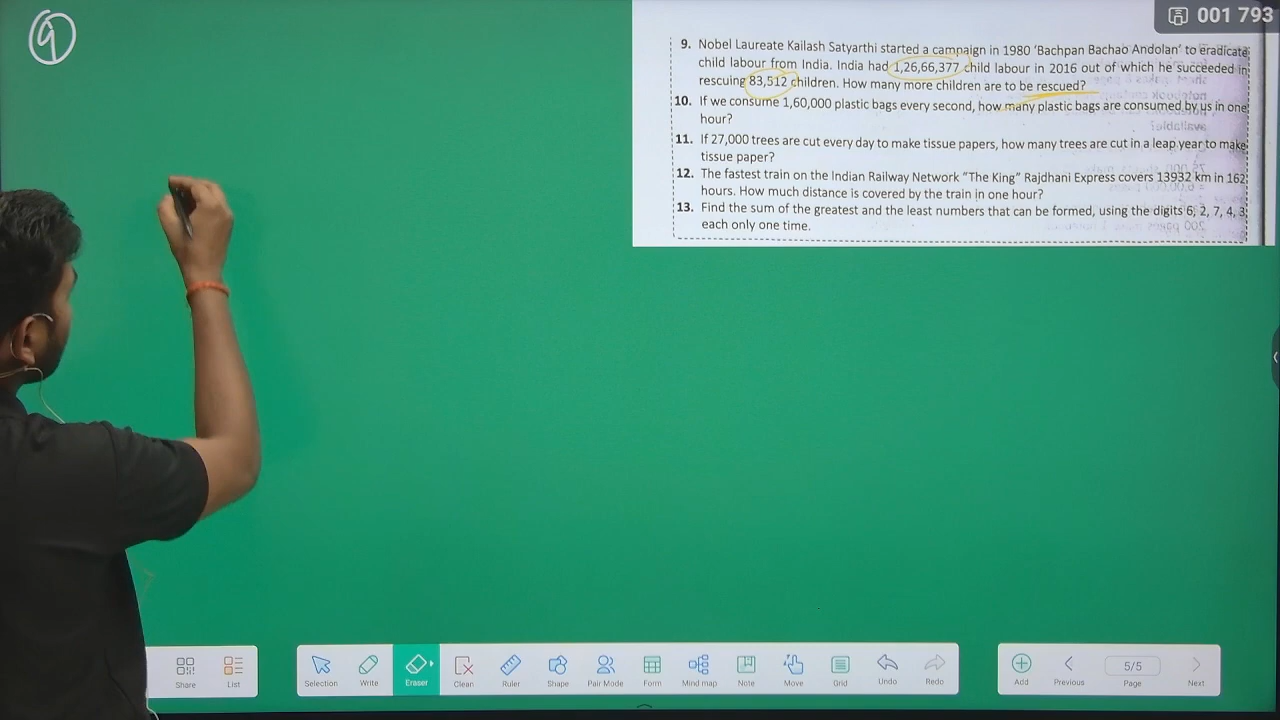 9
001 793
9. Nobel Laureate Kailash Satyarthi started a campaign in 1980 'Bachpan Bachao Andolan' to eradicate
child labour from India. India had 1,26,66,377 child labour in 2016 out of which he succeeded in
rescuing 83,512 children. How many more children are to be rescued?
10. If we consume 1,60,000 plastic bags every second, how many plastic bags are consumed by us in one
hour?
11. If 27,000 trees are cut every day to make tissue papers, how many trees are cut in a leap year to make
tissue paper?
12. The fastest train on the Indian Railway Network "The King" Rajdhani Express covers 13932 km in 162
hours. How much distance is covered by the train in one hour?
13. Find the sum of the greatest and the least numbers that can be formed, using the digits 6, 2, 7, 4, 3
each only one time.
Share
List
Selection
Write
Eraser
Clean
Ruler
Shape
Pair Mode
Form
Mind map
Note
Move
Grid
Undo
Redo
Add
Previous
5/5
Page
Next